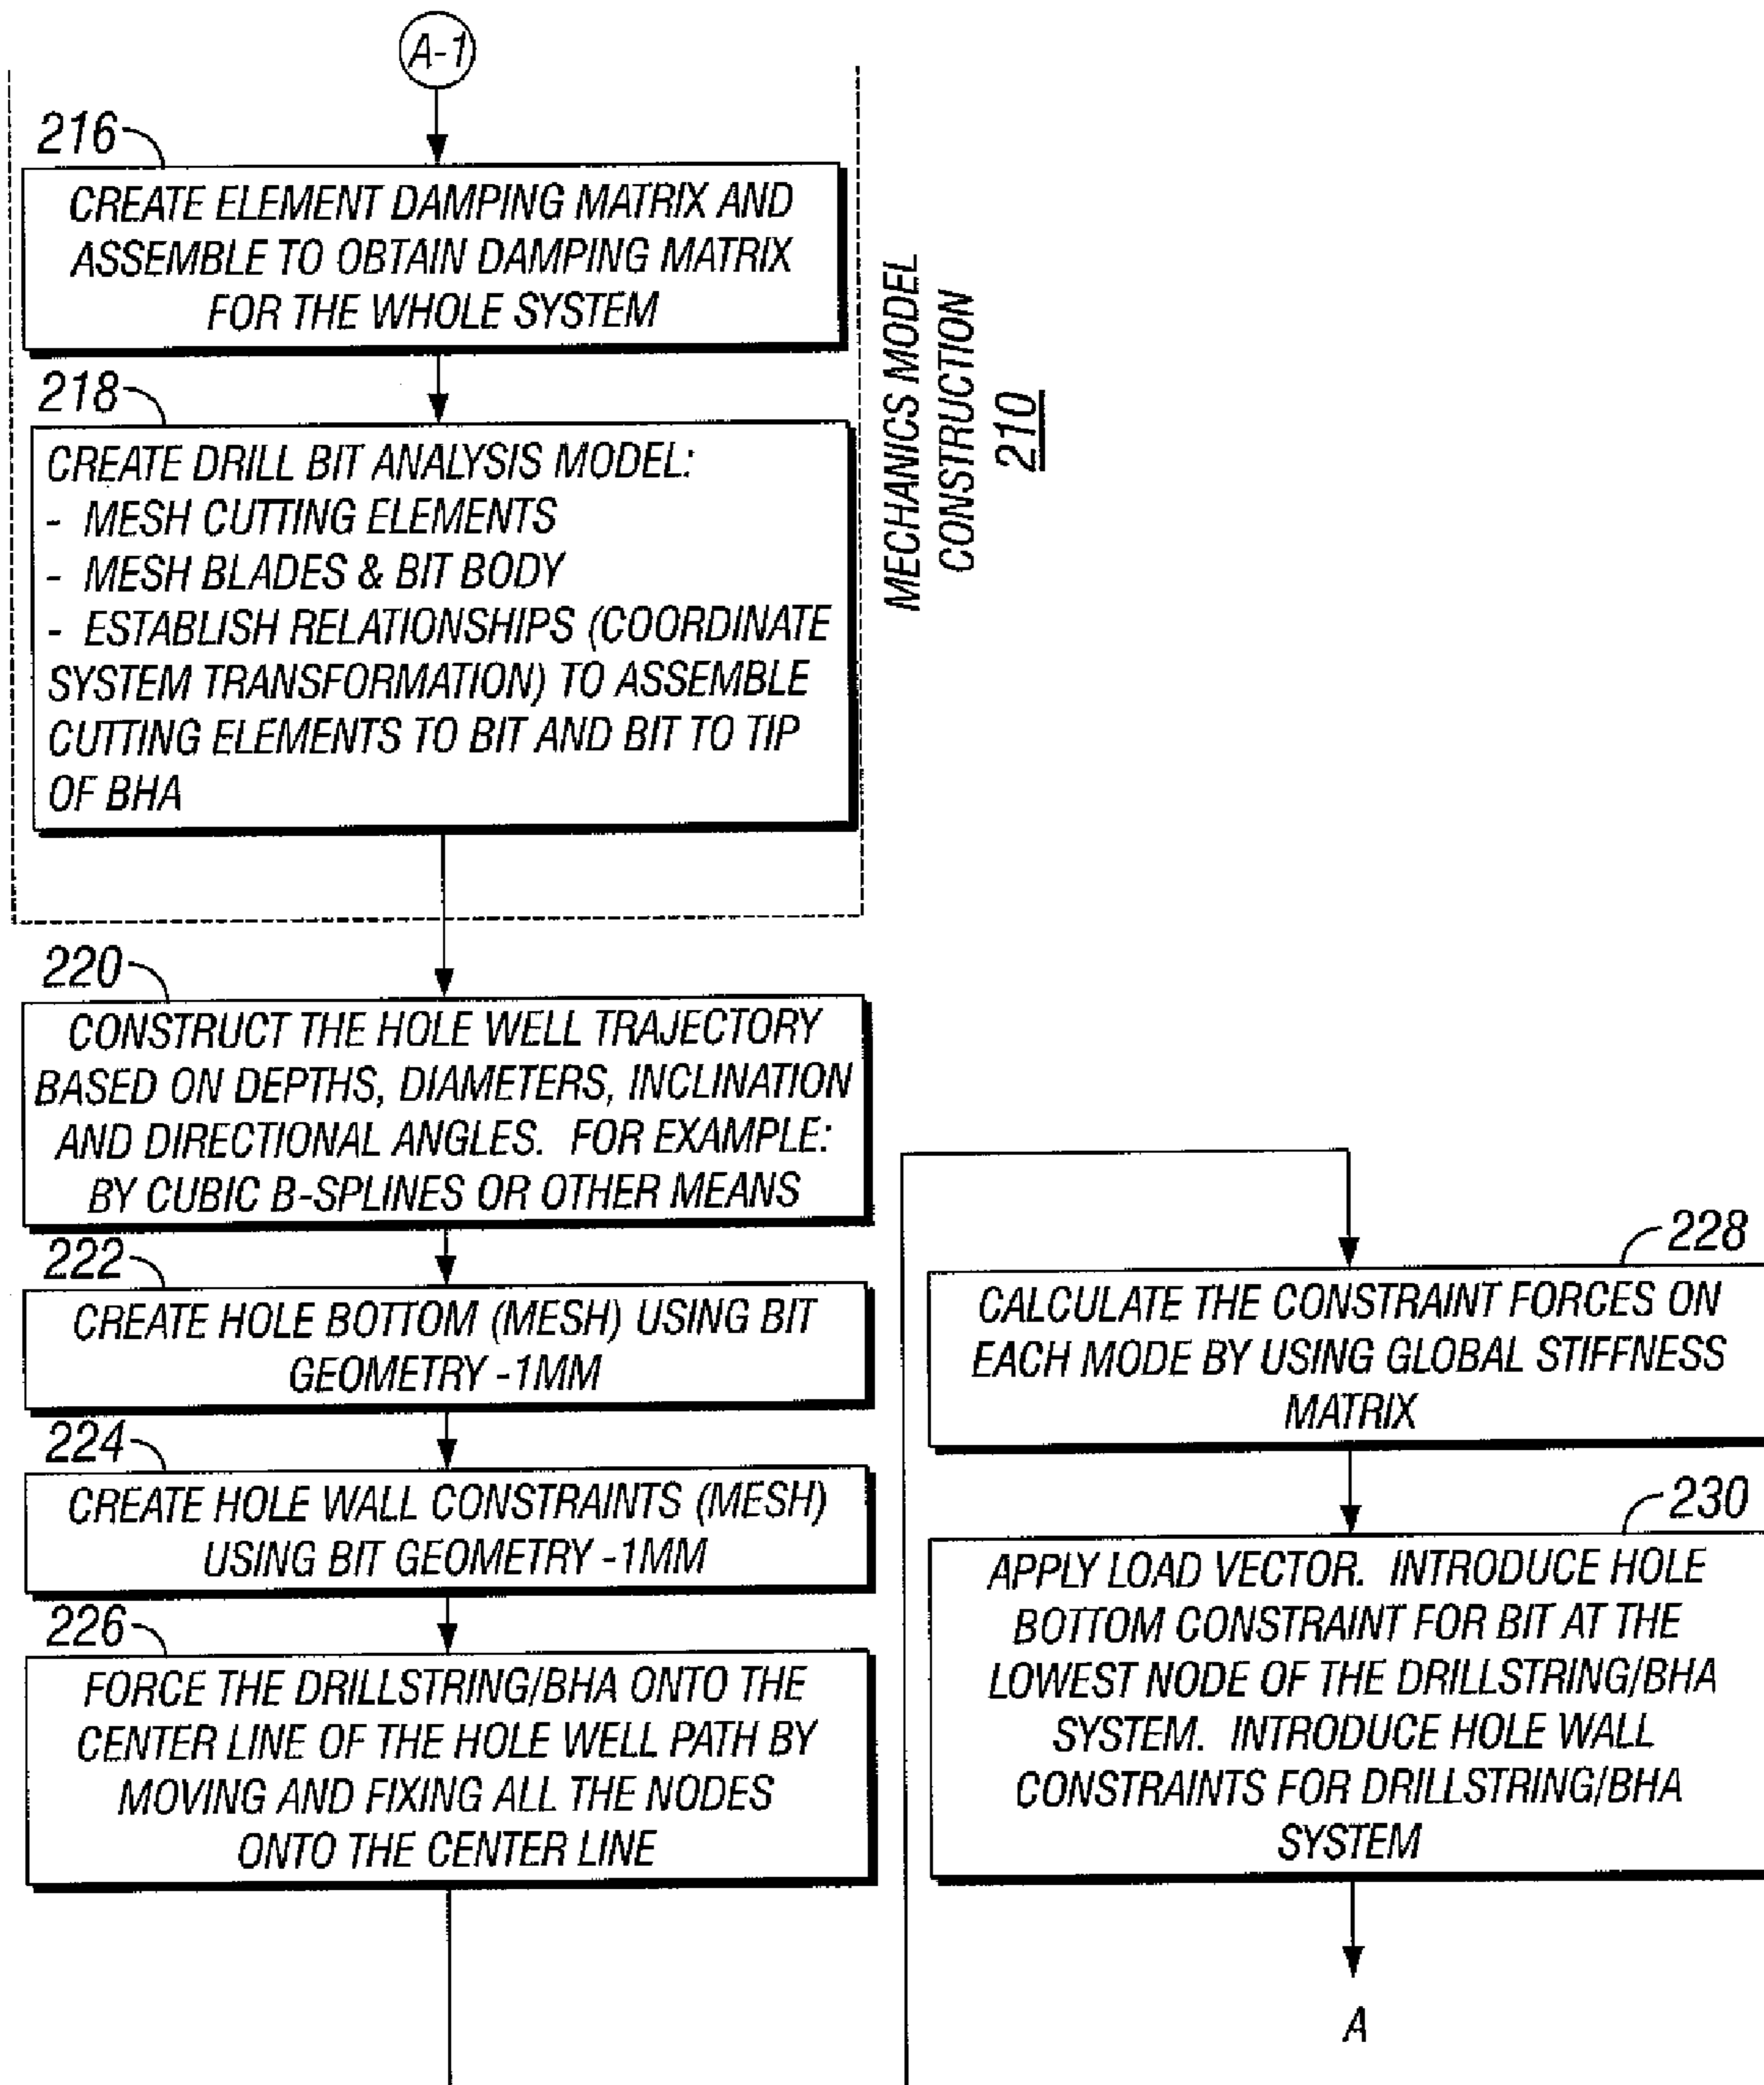 A-1
216
CREATE ELEMENT DAMPING MATRIX AND
ASSEMBLE TO OBTAIN DAMPING MATRIX
FOR THE WHOLE SYSTEM
218
CREATE DRILL BIT ANALYSIS MODEL:
- MESH CUTTING ELEMENTS
- MESH BLADES & BIT BODY
- ESTABLISH RELATIONSHIPS (COORDINATE
SYSTEM TRANSFORMATION) TO ASSEMBLE
CUTTING ELEMENTS TO BIT AND BIT TO TIP
OF BHA
MECHANICS MODEL
CONSTRUCTION
210
220
CONSTRUCT THE HOLE WELL TRAJECTORY
BASED ON DEPTHS, DIAMETERS, INCLINATION
AND DIRECTIONAL ANGLES. FOR EXAMPLE:
BY CUBIC B-SPLINES OR OTHER MEANS
222
CREATE HOLE BOTTOM (MESH) USING BIT
GEOMETRY -1MM
224
CREATE HOLE WALL CONSTRAINTS (MESH)
USING BIT GEOMETRY -1MM
226
FORCE THE DRILLSTRING/BHA ONTO THE
CENTER LINE OF THE HOLE WELL PATH BY
MOVING AND FIXING ALL THE NODES
ONTO THE CENTER LINE
228
CALCULATE THE CONSTRAINT FORCES ON
EACH MODE BY USING GLOBAL STIFFNESS
MATRIX
230
APPLY LOAD VECTOR. INTRODUCE HOLE
BOTTOM CONSTRAINT FOR BIT AT THE
LOWEST NODE OF THE DRILLSTRING/BHA
SYSTEM. INTRODUCE HOLE WALL
CONSTRAINTS FOR DRILLSTRING/BHA
SYSTEM
A